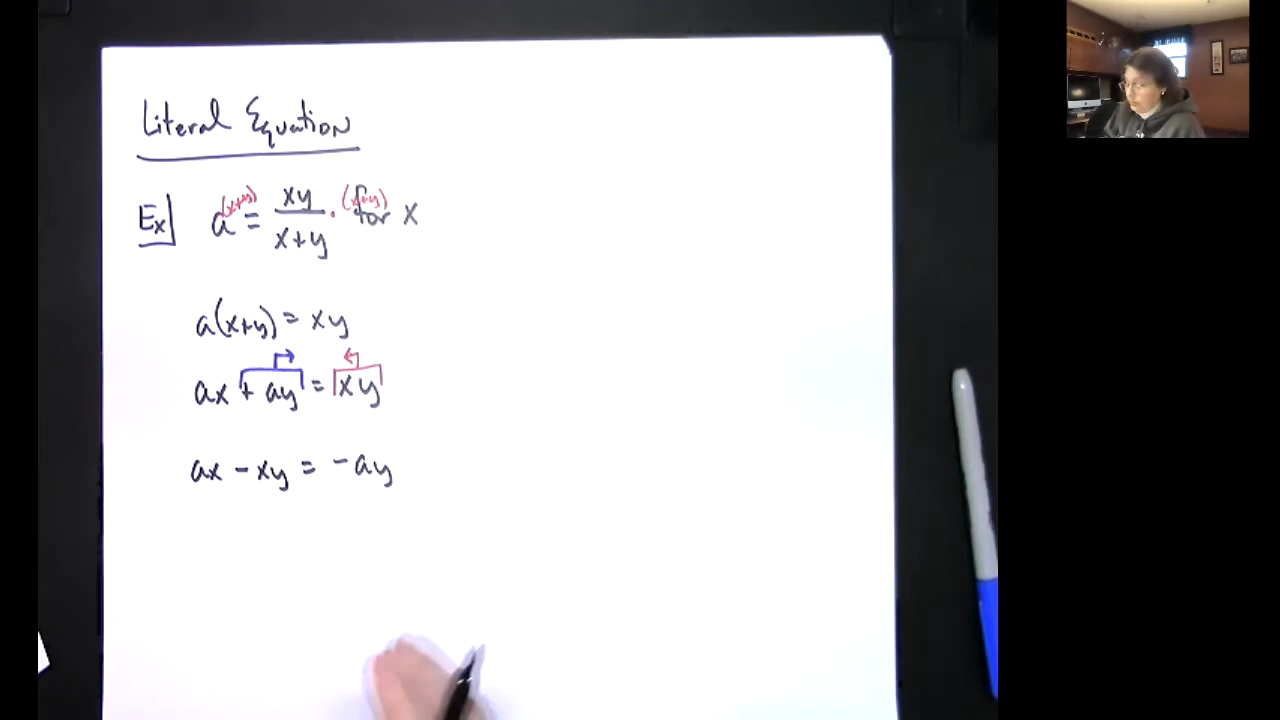 Literal Equation
Ex a(x+y) = xy/x+y · (x+y) for x
a(x+y) = xy
ax + ay = xy
ax - xy = -ay